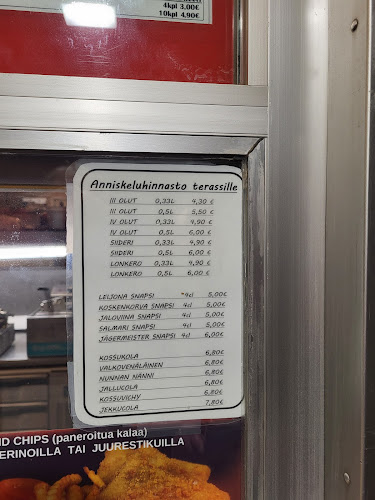 4kpl 3,00€
10kpl 4,90€
Anniskeluhinnasto terassille
III OLUT 0,33L 4,30 €
III OLUT 0,5L 5,50 €
IV OLUT 0,33L 4,90 €
IV OLUT 0,5L 6,00 €
SIIDERI 0,33L 4,90 €
SIIDERI 0,5L 6,00 €
LONKERO 0,33L 4,90 €
LONKERO 0,5L 6,00 €
LEIJONA SNAPSI *4cl 5,00€
KOSKENKORVA SNAPSI 4cl 5,00€
JALOVIINA SNAPSI 4cl 5,00€
SALMARI SNAPSI 4cl 5,00€
JÄGERMEISTER SNAPSI 4cl 6,00€
KOSSUKOLA 6,80€
VALKOVENÄLÄINEN 6,80€
NUNNAN NÄNNI 6,80€
JALLUCOLA 6,80€
KOSSUVICHY 6,80€
JEKKUCOLA 7,80€
ND CHIPS (paneroitua kalaa)
ERINOILLA TAI JUURESTIKUILLA